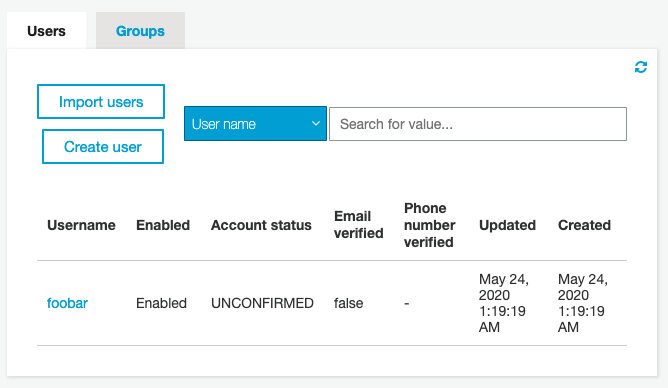 Users
Groups
Import users
Create user
User name
Search for value...
Username Enabled Account status Email verified Phone number verified Updated Created
foobar Enabled UNCONFIRMED false - May 24, 2020 1:19:19 AM May 24, 2020 1:19:19 AM